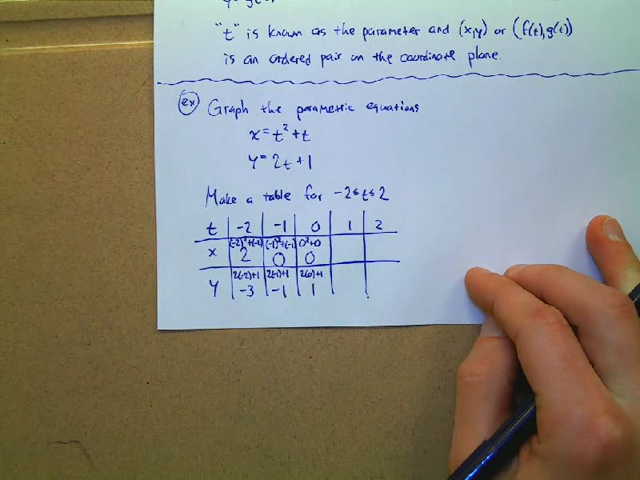 "t" is known as the parameter and (x,y) or (f(t),g(t))
is an ordered pair on the coordinate plane.
ex Graph the parametric equations
x=t²+t
y=2t+1
Make a table for -2≤t≤2
t -2 -1 0 1 2
(-2)²+(-2) (-1)²+(-1) 0²+0
x 2 0 0
2(-2)+1 2(-1)+1 2(0)+1
y -3 -1 1